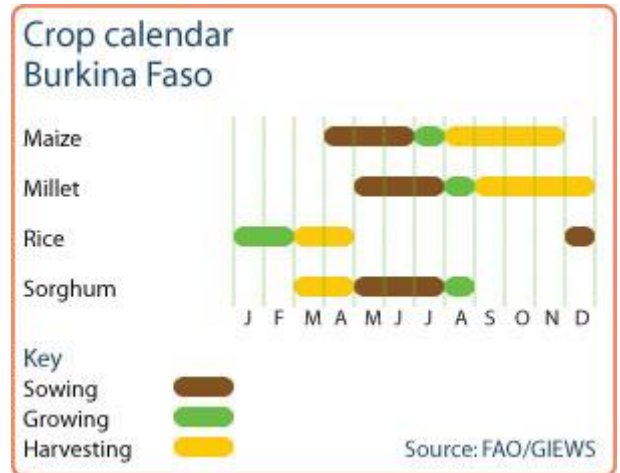 Crop calendar
Burkina Faso
Maize
Millet
Rice
Sorghum
J F M A M J J A S O N D
Key
Sowing
Growing
Harvesting
Source: FAO/GIEWS